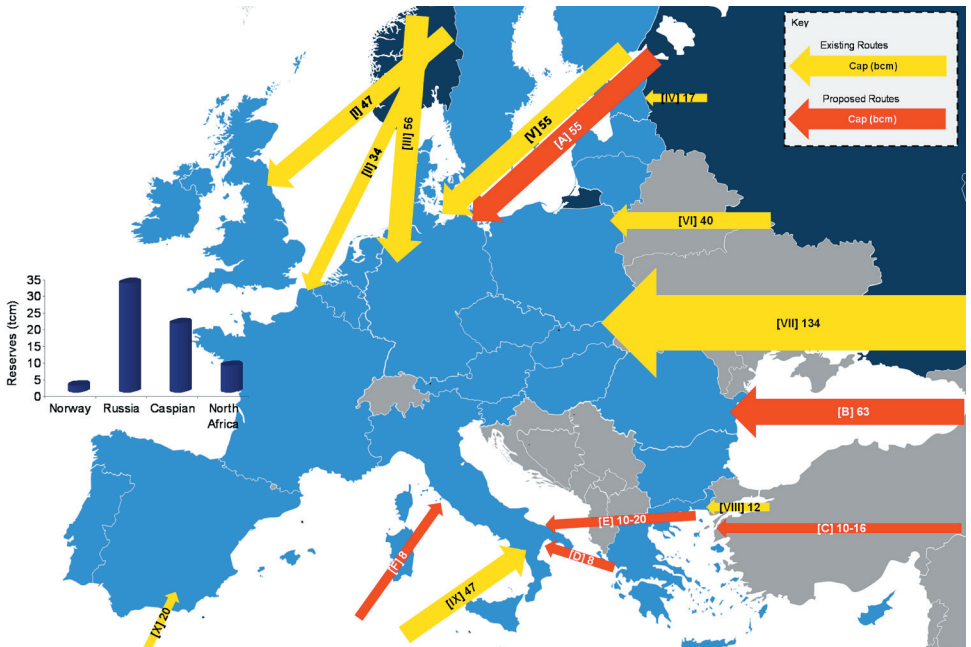 Key
Existing Routes
Cap (bcm)
Proposed Routes
Cap (bcm)
[I] 47
[II] 34
[III] 56
[V] 55
[A] 55
[IV] 17
[VI] 40
[VII] 134
[B] 63
[VIII] 12
[C] 10-16
[E] 10-20
[D] 8
[F] 8
[IX] 47
[X] 20
Reserves (tcm)
35
30
25
20
15
10
5
0
Norway Russia Caspian North
Africa